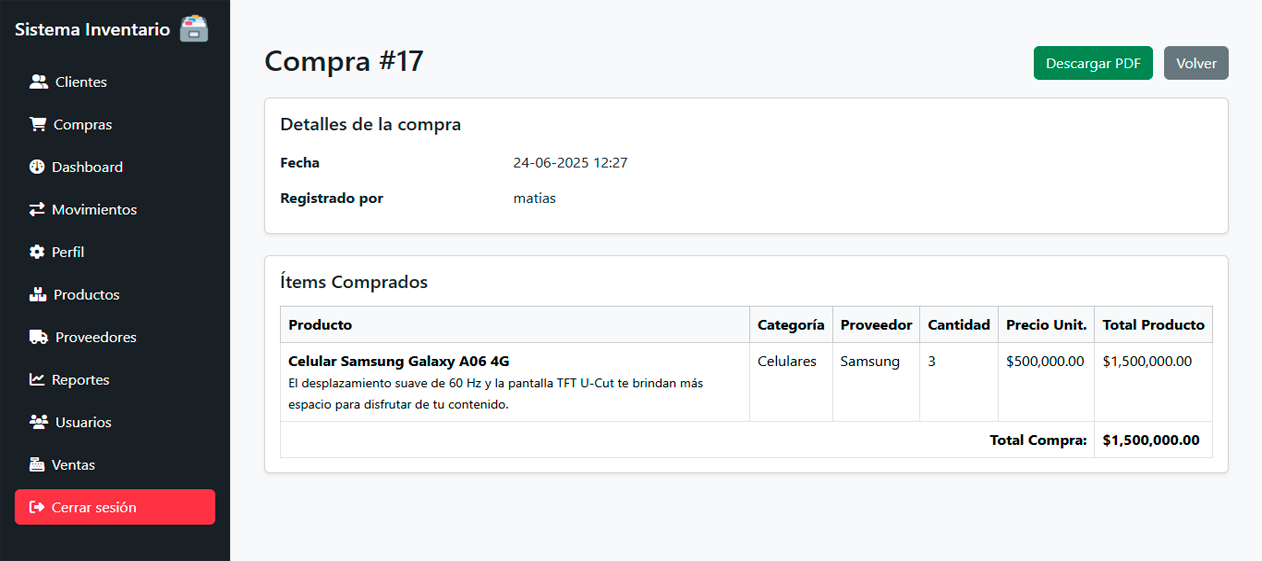 Sistema Inventario
Clientes
Compras
Dashboard
Movimientos
Perfil
Productos
Proveedores
Reportes
Usuarios
Ventas
Cerrar sesión
Compra #17
Descargar PDF
Volver
Detalles de la compra
Fecha 24-06-2025 12:27
Registrado por matias
Ítems Comprados
Producto Categoría Proveedor Cantidad Precio Unit. Total Producto
Celular Samsung Galaxy A06 4G Celulares Samsung 3 $500,000.00 $1,500,000.00
El desplazamiento suave de 60 Hz y la pantalla TFT U-Cut te brindan más
espacio para disfrutar de tu contenido.
Total Compra: $1,500,000.00